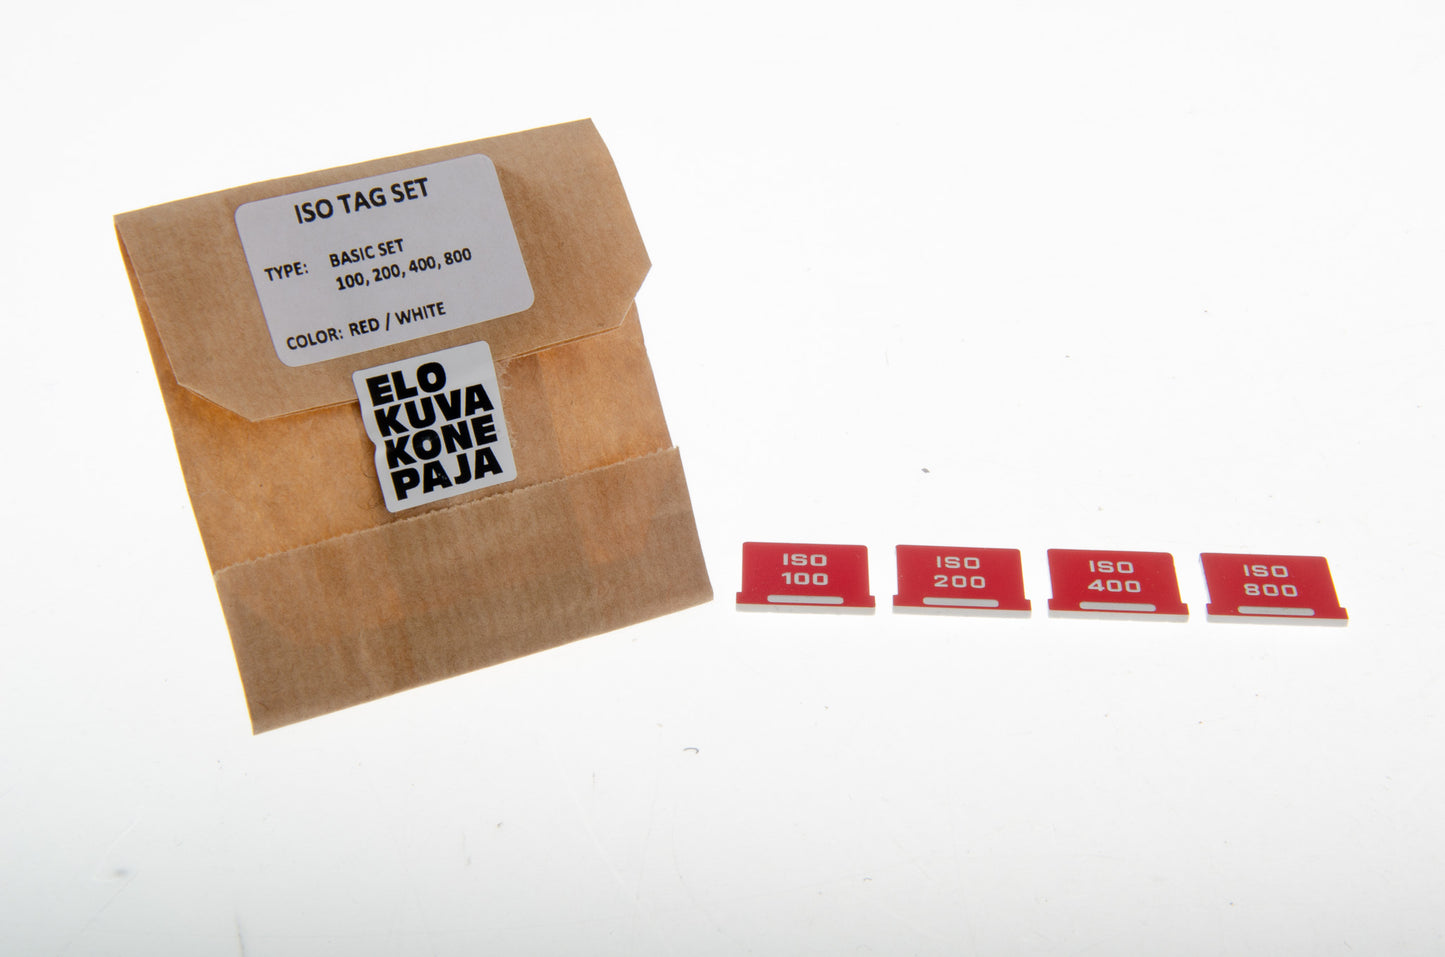 ISO TAG SET
TYPE: BASIC SET
100, 200, 400, 800
COLOR: RED / WHITE
ELO
KUVA
KONE
PAJA
ISO
100
ISO
200
ISO
400
ISO
800